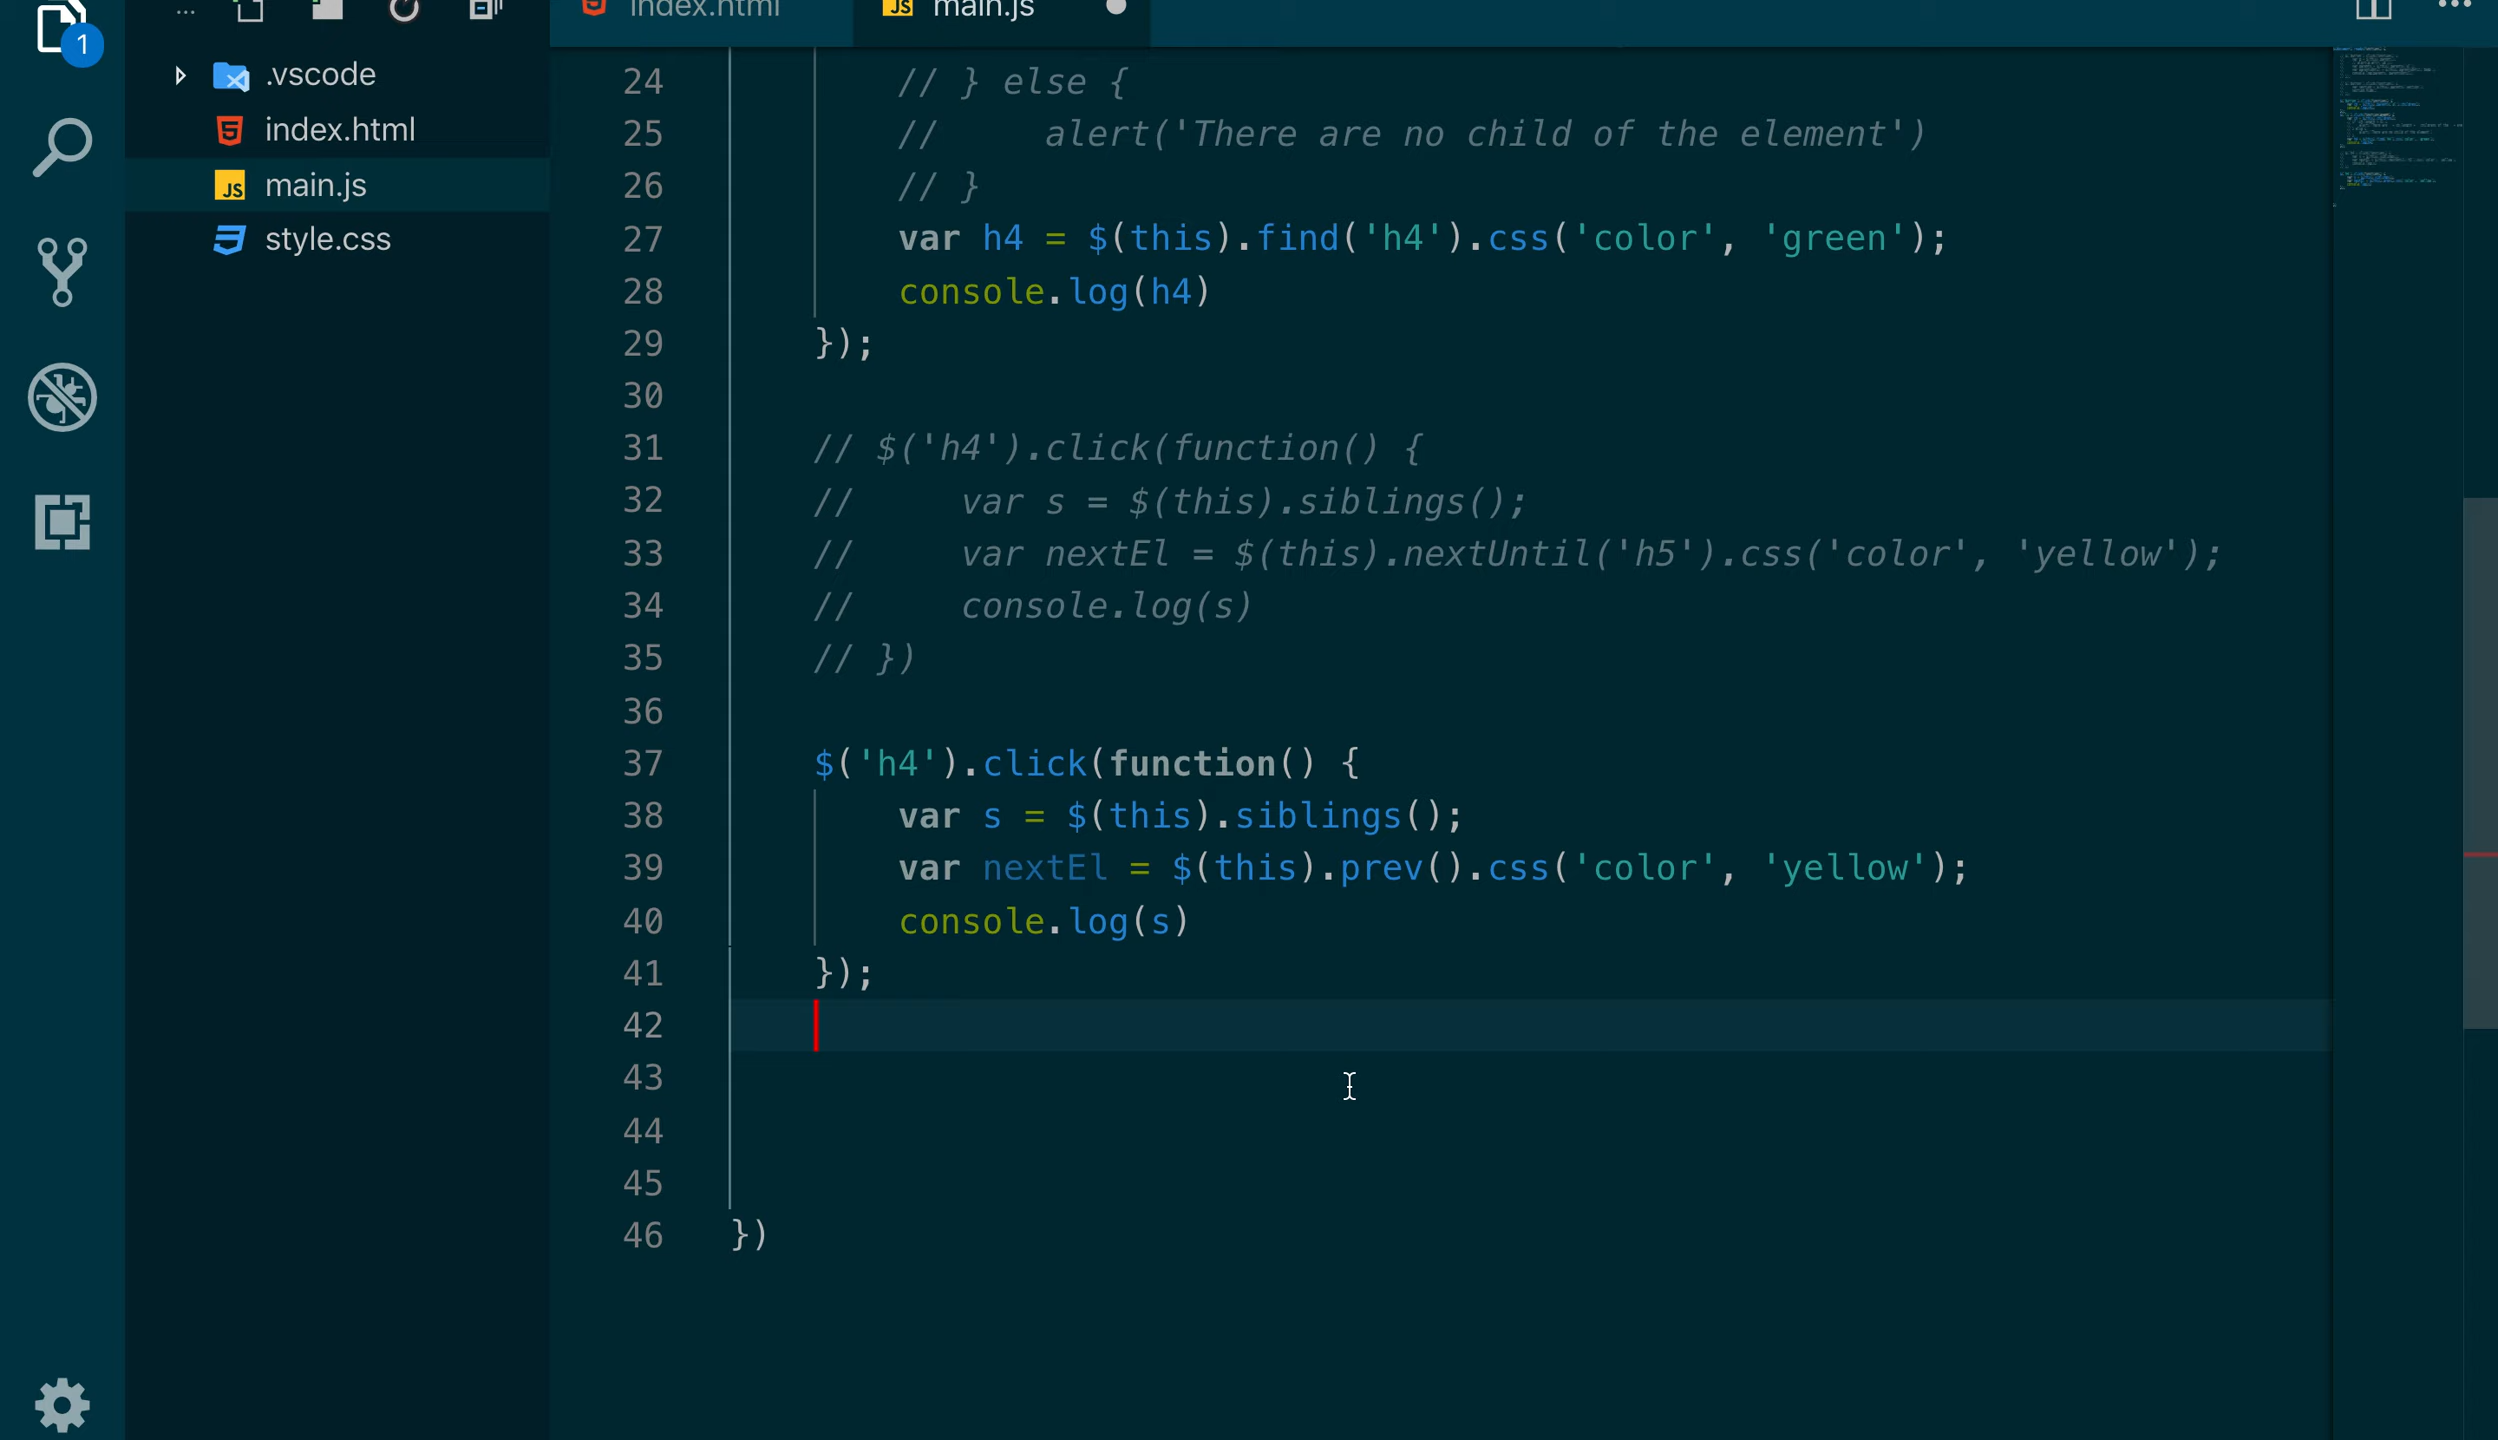 1
...
index.html
main.js
.vscode
index.html
JS main.js
style.css
24 // } else {
25 //     alert('There are no child of the element')
26 // }
27 var h4 = $(this).find('h4').css('color', 'green');
28 console.log(h4)
29 });
30
31 // $('h4').click(function() {
32 //     var s = $(this).siblings();
33 //     var nextEl = $(this).nextUntil('h5').css('color', 'yellow');
34 //     console.log(s)
35 // })
36
37 $('h4').click(function() {
38 var s = $(this).siblings();
39 var nextEl = $(this).prev().css('color', 'yellow');
40 console.log(s)
41 });
42
43
44
45
46 })